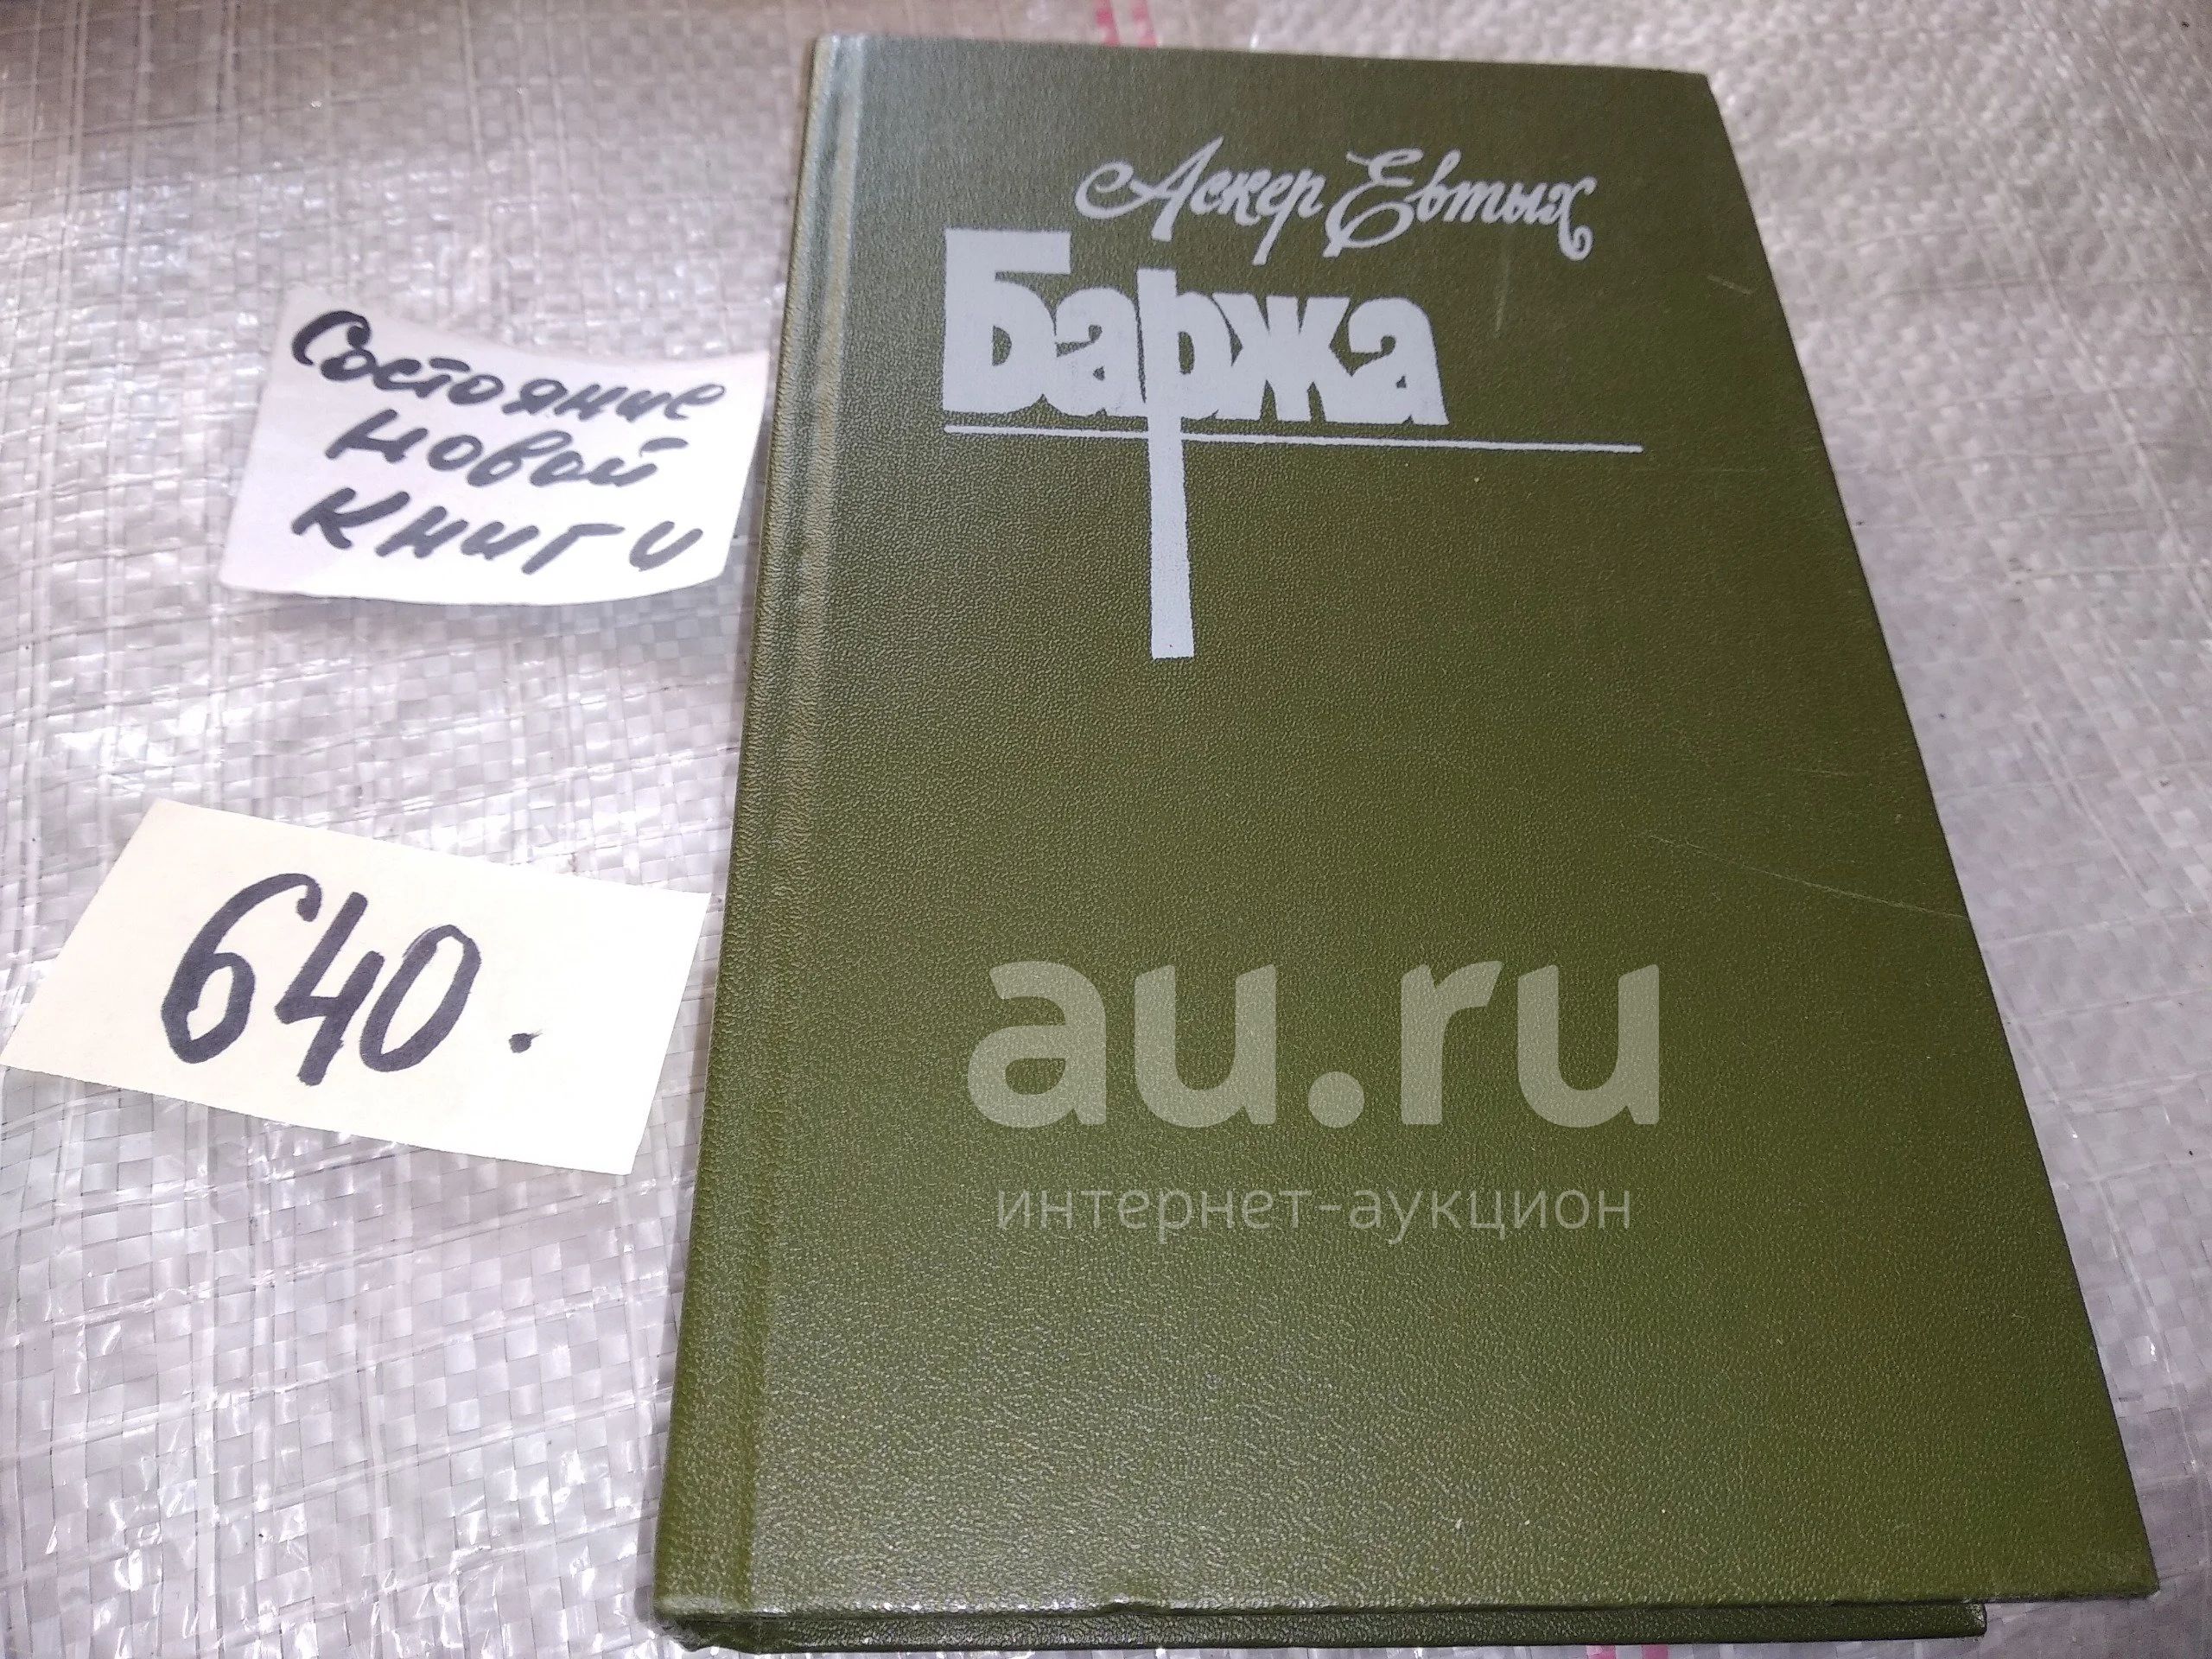 Аскер Евтых
Баржа
Состояние
новой
книги
640.
au.ru
интернет-аукцион